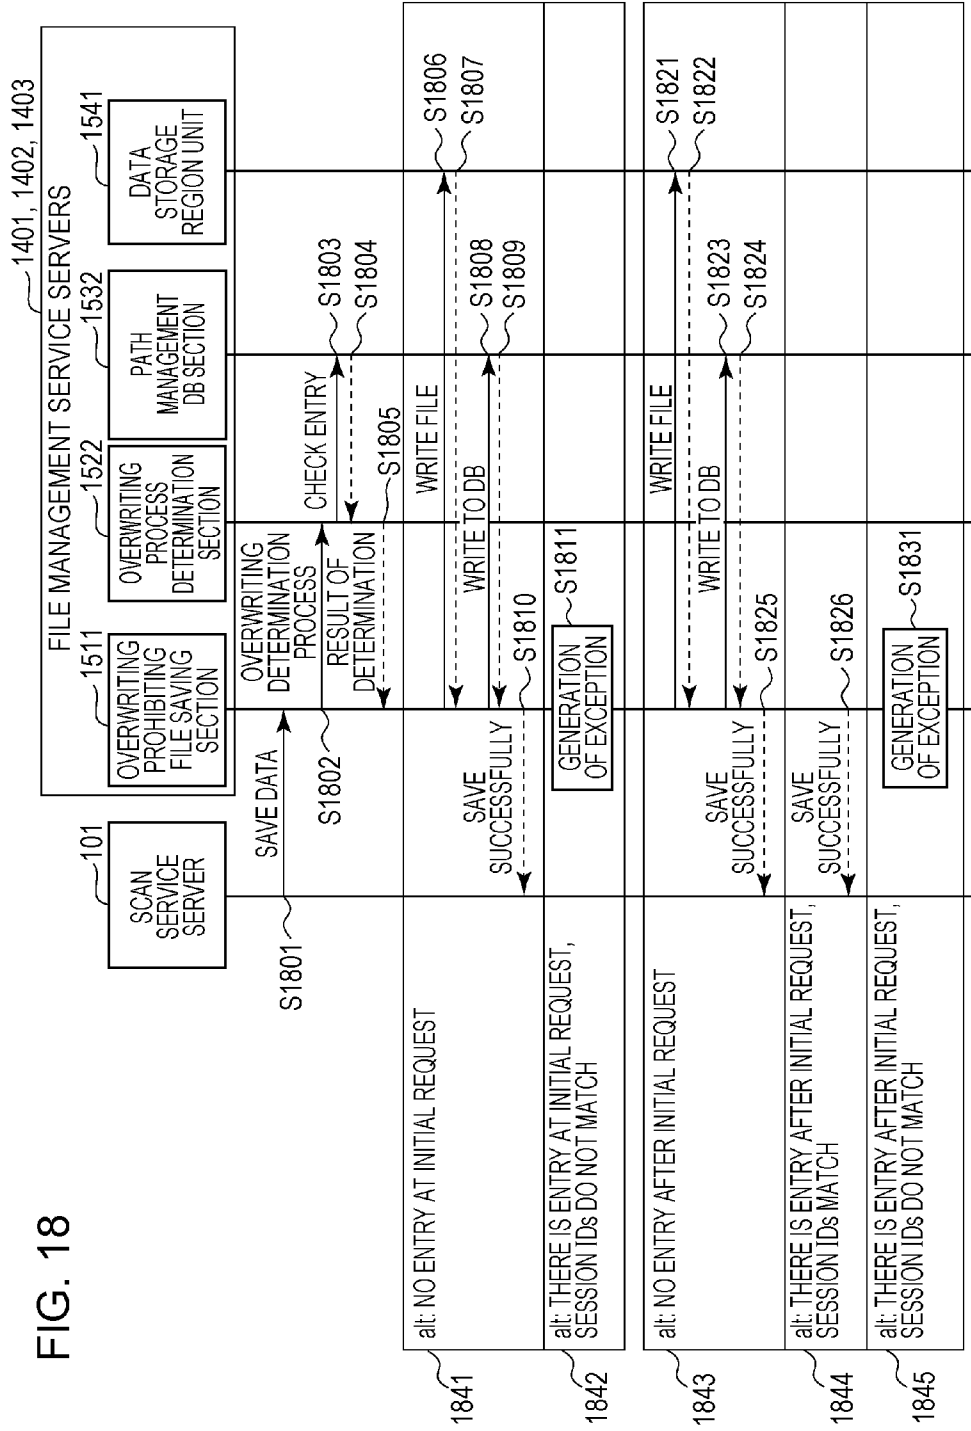 FIG. 18
1401, 1402, 1403
FILE MANAGEMENT SERVICE SERVERS
101
SCAN
SERVICE
SERVER
1511
OVERWRITING
PROHIBITING
FILE SAVING
SECTION
1522
OVERWRITING
PROCESS
DETERMINATION
SECTION
1532
PATH
MANAGEMENT
DB SECTION
1541
DATA
STORAGE
REGION UNIT
S1801
SAVE DATA
S1802
OVERWRITING
DETERMINATION
PROCESS
CHECK ENTRY
S1803
S1804
RESULT OF
DETERMINATION
S1805
1841
alt: NO ENTRY AT INITIAL REQUEST
WRITE FILE
S1806
S1807
WRITE TO DB
S1808
S1809
SAVE
SUCCESSFULLY
S1810
1842
alt: THERE IS ENTRY AT INITIAL REQUEST,
SESSION IDs DO NOT MATCH
GENERATION
OF EXCEPTION
S1811
1843
alt: NO ENTRY AFTER INITIAL REQUEST
WRITE FILE
S1821
S1822
WRITE TO DB
S1823
S1824
SAVE
SUCCESSFULLY
S1825
1844
alt: THERE IS ENTRY AFTER INITIAL REQUEST,
SESSION IDs MATCH
SAVE
SUCCESSFULLY
S1826
1845
alt: THERE IS ENTRY AFTER INITIAL REQUEST,
SESSION IDs DO NOT MATCH
GENERATION
OF EXCEPTION
S1831